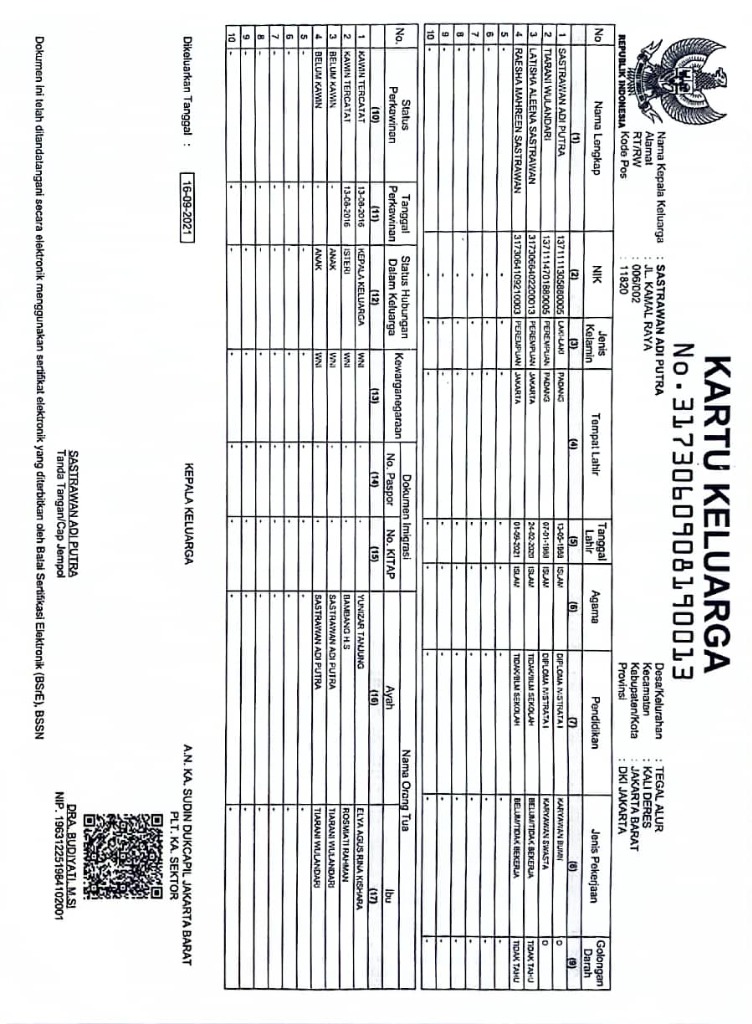 KARTU KELUARGA
No. 3173060908190013
REPUBLIK INDONESIA
Nama Kepala Keluarga : SASTRAWAN ADI PUTRA
Alamat : JL. KAMAL RAYA
RT/RW : 006/002
Kode Pos : 11820
Desa/Kelurahan : TEGAL ALUR
Kecamatan : KALI DERES
Kabupaten/Kota : JAKARTA BARAT
Provinsi : DKI JAKARTA
No Nama Lengkap NIK Jenis Kelamin Tempat Lahir Tanggal Lahir Agama Pendidikan Jenis Pekerjaan Golongan Darah
(1) (2) (3) (4) (5) (6) (7) (8) (9)
1 SASTRAWAN ADI PUTRA 1371111305880005 LAKI-LAKI PADANG 13-05-1988 ISLAM DIPLOMA IV/STRATA I KARYAWAN BUMN O
2 TIARANI WULANDARI 1371114701880005 PEREMPUAN PADANG 07-01-1988 ISLAM DIPLOMA IV/STRATA I KARYAWAN SWASTA O
3 LATISHA ALEENA SASTRAWAN 3173066402200013 PEREMPUAN JAKARTA 24-02-2020 ISLAM TIDAK/BLM SEKOLAH BELUM/TIDAK BEKERJA TIDAK TAHU
4 RAESHA MAHREEN SASTRAWAN 3173064109210003 PEREMPUAN JAKARTA 01-09-2021 ISLAM TIDAK/BLM SEKOLAH BELUM/TIDAK BEKERJA TIDAK TAHU
5 - - - - - - - - -
6 - - - - - - - - -
7 - - - - - - - - -
8 - - - - - - - - -
9 - - - - - - - - -
10 - - - - - - - - -
No. Status Perkawinan Tanggal Perkawinan Status Hubungan Dalam Keluarga Kewarganegaraan Dokumen Imigrasi Nama Orang Tua
No. Paspor No. KITAP Ayah Ibu
(10) (11) (12) (13) (14) (15) (16) (17)
1 KAWIN TERCATAT 13-08-2016 KEPALA KELUARGA WNI - - YUNIZAR TANJUNG ELYA AGUS RINA KISHARA
2 KAWIN TERCATAT 13-08-2016 ISTERI WNI - - BAMBANG H.S ROSWIATI RAHMAN
3 BELUM KAWIN - ANAK WNI - - SASTRAWAN ADI PUTRA TIARANI WULANDARI
4 BELUM KAWIN - ANAK WNI - - SASTRAWAN ADI PUTRA TIARANI WULANDARI
5 - - - - - - - -
6 - - - - - - - -
7 - - - - - - - -
8 - - - - - - - -
9 - - - - - - - -
10 - - - - - - - -
Dikeluarkan Tanggal : 16-09-2021
KEPALA KELUARGA
A.N. KA. SUDIN DUKCAPIL JAKARTA BARAT
PLT. KA. SEKTOR
SASTRAWAN ADI PUTRA
Tanda Tangan/Cap Jempol
DRA. BUDIYATI, M.SI
NIP. 196312251984102001
Dokumen ini telah ditandatangani secara elektronik menggunakan sertifikat elektronik yang diterbitkan oleh Balai Sertifikasi Elektronik (BSrE), BSSN